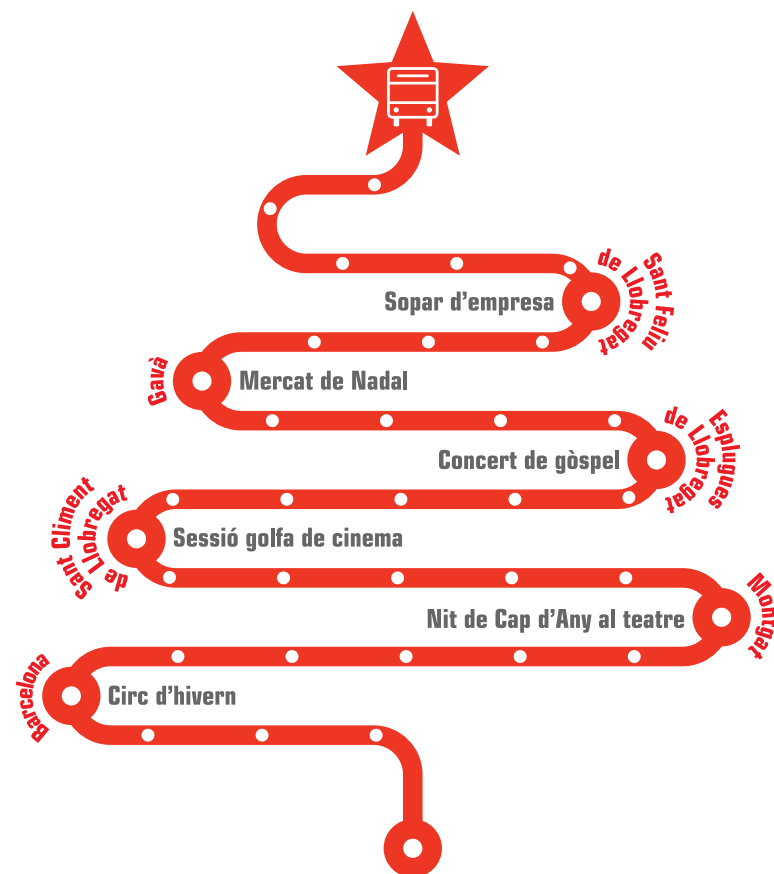 Sopar d'empresa
Sant Feliu
de Llobregat
Gavà
Mercat de Nadal
Concert de gòspel
Esplugues
de Llobregat
Sant Climent
de Llobregat
Sessió golfa de cinema
Nit de Cap d'Any al teatre
Montgat
Barcelona
Circ d'hivern